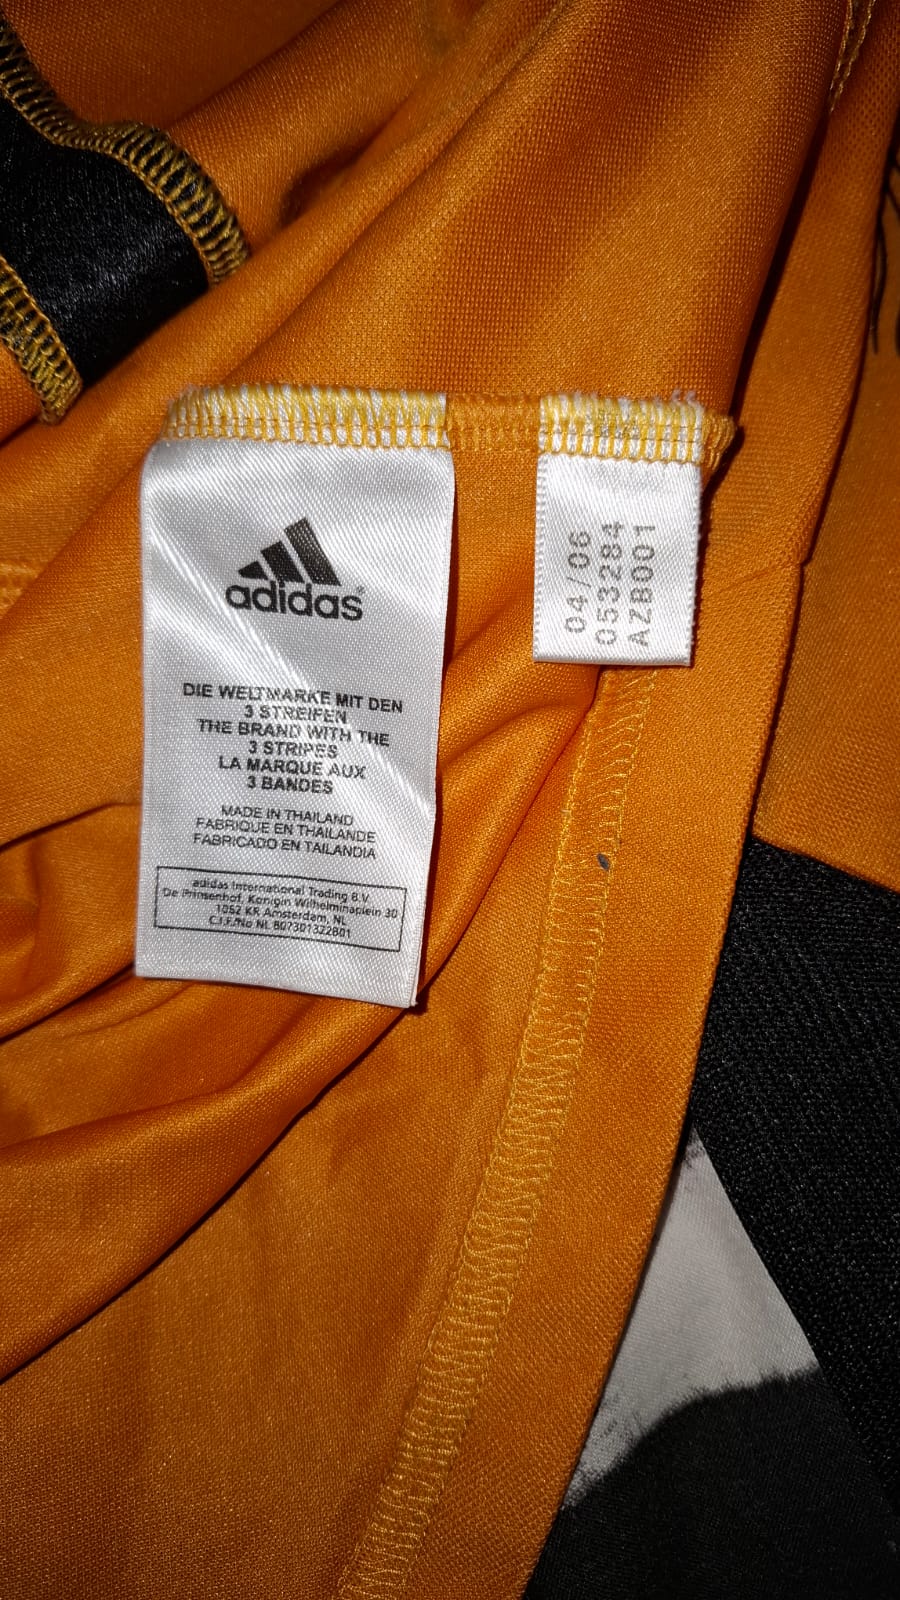 adidas®
DIE WELTMARKE MIT DEN
3 STREIFEN
THE BRAND WITH THE
3 STRIPES
LA MARQUE AUX
3 BANDES
MADE IN THAILAND
FABRIQUE EN THAILANDE
FABRICADO EN TAILANDIA
adidas International Trading B.V.
De Prinsenhof, Konigin Wilhelminaplein 30
1062 KR Amsterdam, NL
C.I.F./No NL 807301322B01
04/06
053284
AZB001